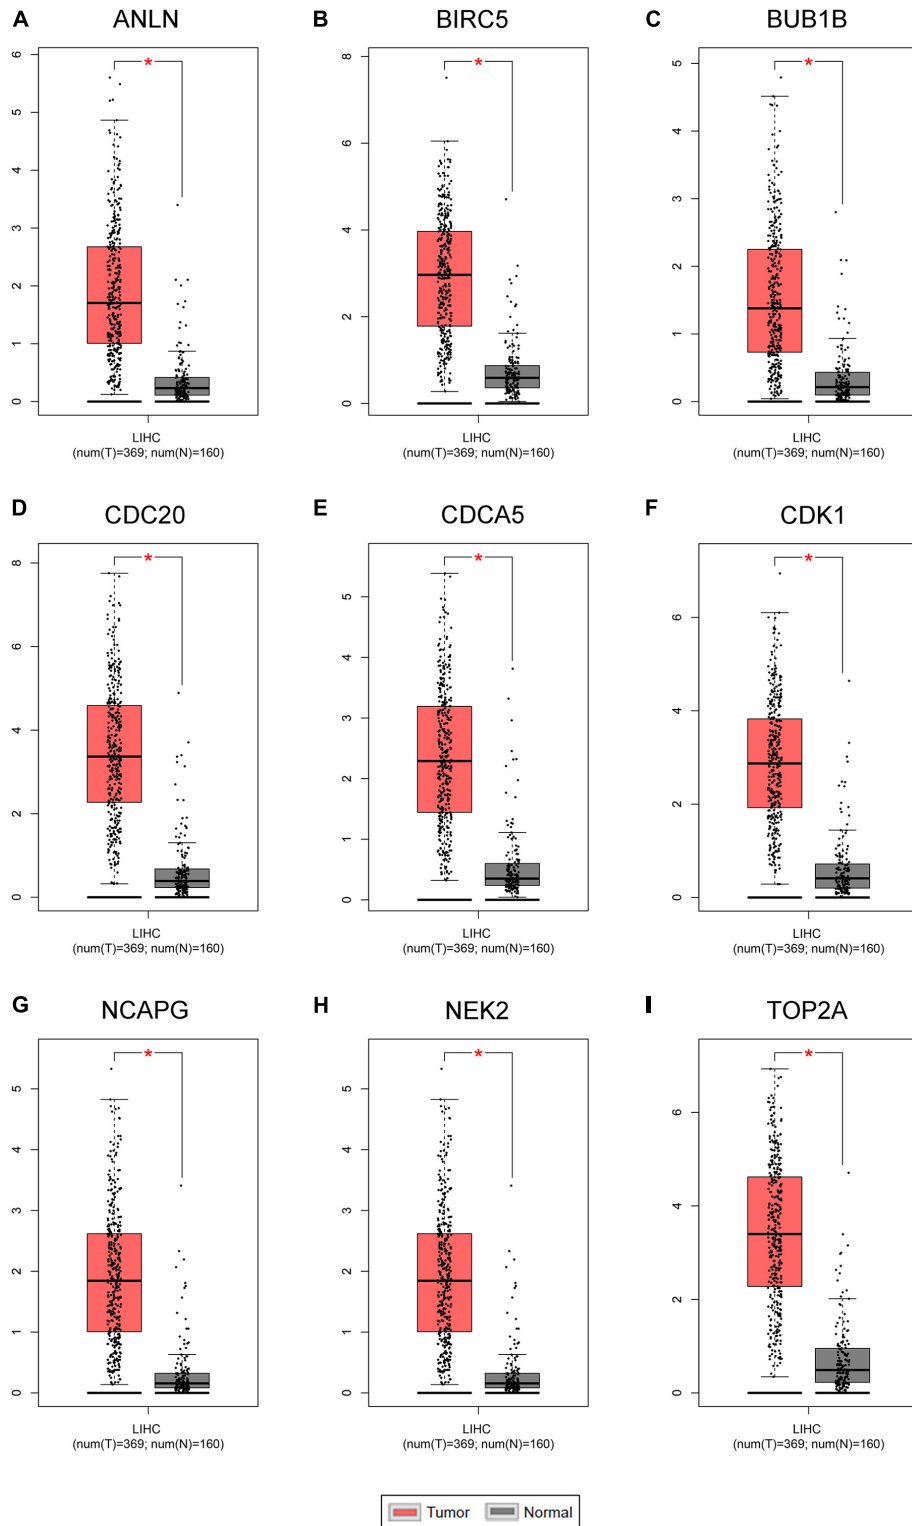 A ANLN
6
5
4
3
2
1
0
*
LIHC
(num(T)=369; num(N)=160)
B BIRC5
8
6
4
2
0
*
LIHC
(num(T)=369; num(N)=160)
C BUB1B
5
4
3
2
1
0
*
LIHC
(num(T)=369; num(N)=160)
D CDC20
8
6
4
2
0
*
LIHC
(num(T)=369; num(N)=160)
E CDCA5
5
4
3
2
1
0
*
LIHC
(num(T)=369; num(N)=160)
F CDK1
6
4
2
0
*
LIHC
(num(T)=369; num(N)=160)
G NCAPG
5
4
3
2
1
0
*
LIHC
(num(T)=369; num(N)=160)
H NEK2
5
4
3
2
1
0
*
LIHC
(num(T)=369; num(N)=160)
I TOP2A
6
4
2
0
*
LIHC
(num(T)=369; num(N)=160)
Tumor Normal